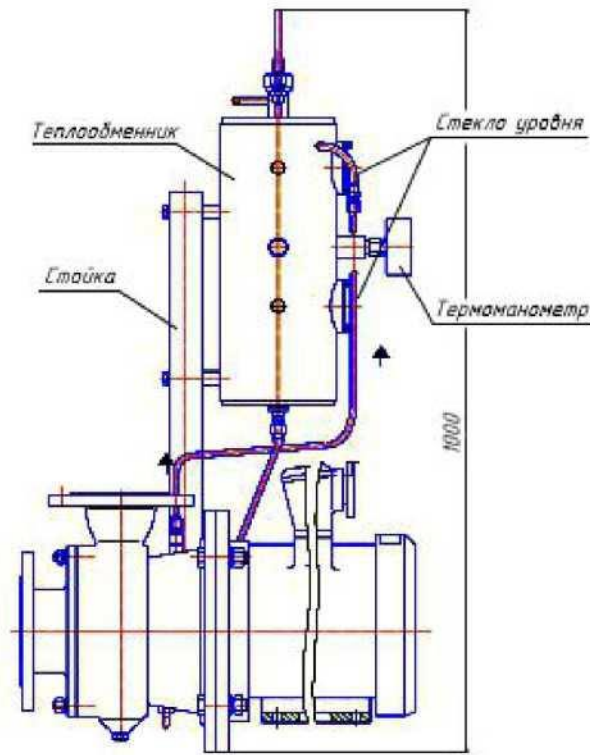 Теплообменник
Стекло уровня
Стойка
Термоманометр
1000